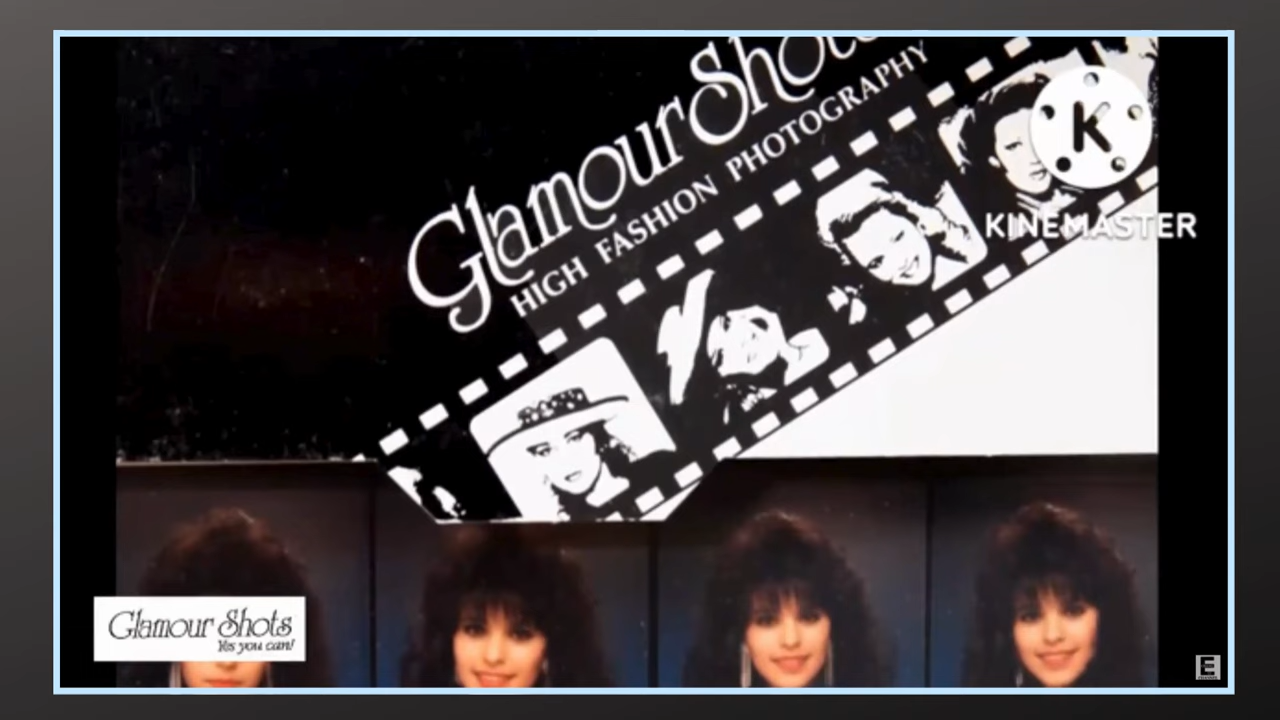 Glamour Shots
HIGH FASHION PHOTOGRAPHY
K
KINEMASTER
Glamour Shots
Yes you can!
E